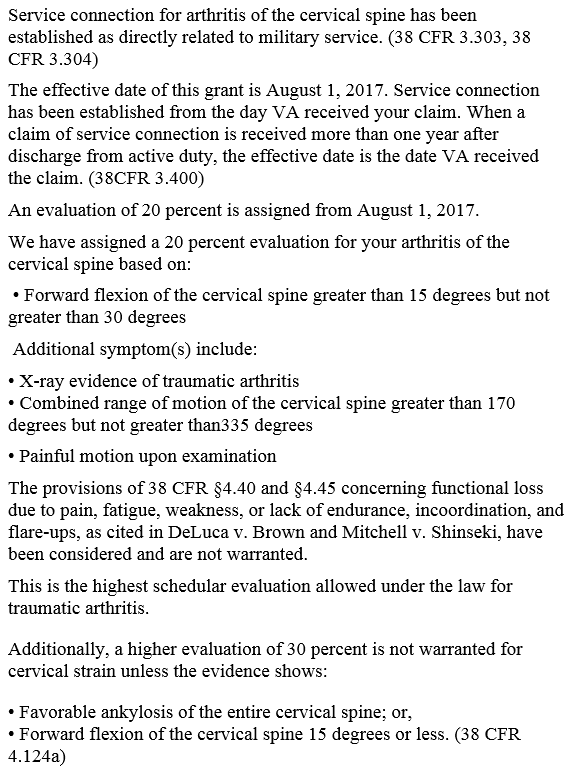 Service connection for arthritis of the cervical spine has been
established as directly related to military service. (38 CFR 3.303, 38
CFR 3.304)
The effective date of this grant is August 1, 2017. Service connection
has been established from the day VA received your claim. When a
claim of service connection is received more than one year after
discharge from active duty, the effective date is the date VA received
the claim. (38CFR 3.400)
An evaluation of 20 percent is assigned from August 1, 2017.
We have assigned a 20 percent evaluation for your arthritis of the
cervical spine based on:
• Forward flexion of the cervical spine greater than 15 degrees but not
greater than 30 degrees
Additional symptom(s) include:
• X-ray evidence of traumatic arthritis
• Combined range of motion of the cervical spine greater than 170
degrees but not greater than335 degrees
• Painful motion upon examination
The provisions of 38 CFR §4.40 and §4.45 concerning functional loss
due to pain, fatigue, weakness, or lack of endurance, incoordination, and
flare-ups, as cited in DeLuca v. Brown and Mitchell v. Shinseki, have
been considered and are not warranted.
This is the highest schedular evaluation allowed under the law for
traumatic arthritis.
Additionally, a higher evaluation of 30 percent is not warranted for
cervical strain unless the evidence shows:
• Favorable ankylosis of the entire cervical spine; or,
• Forward flexion of the cervical spine 15 degrees or less. (38 CFR
4.124a)